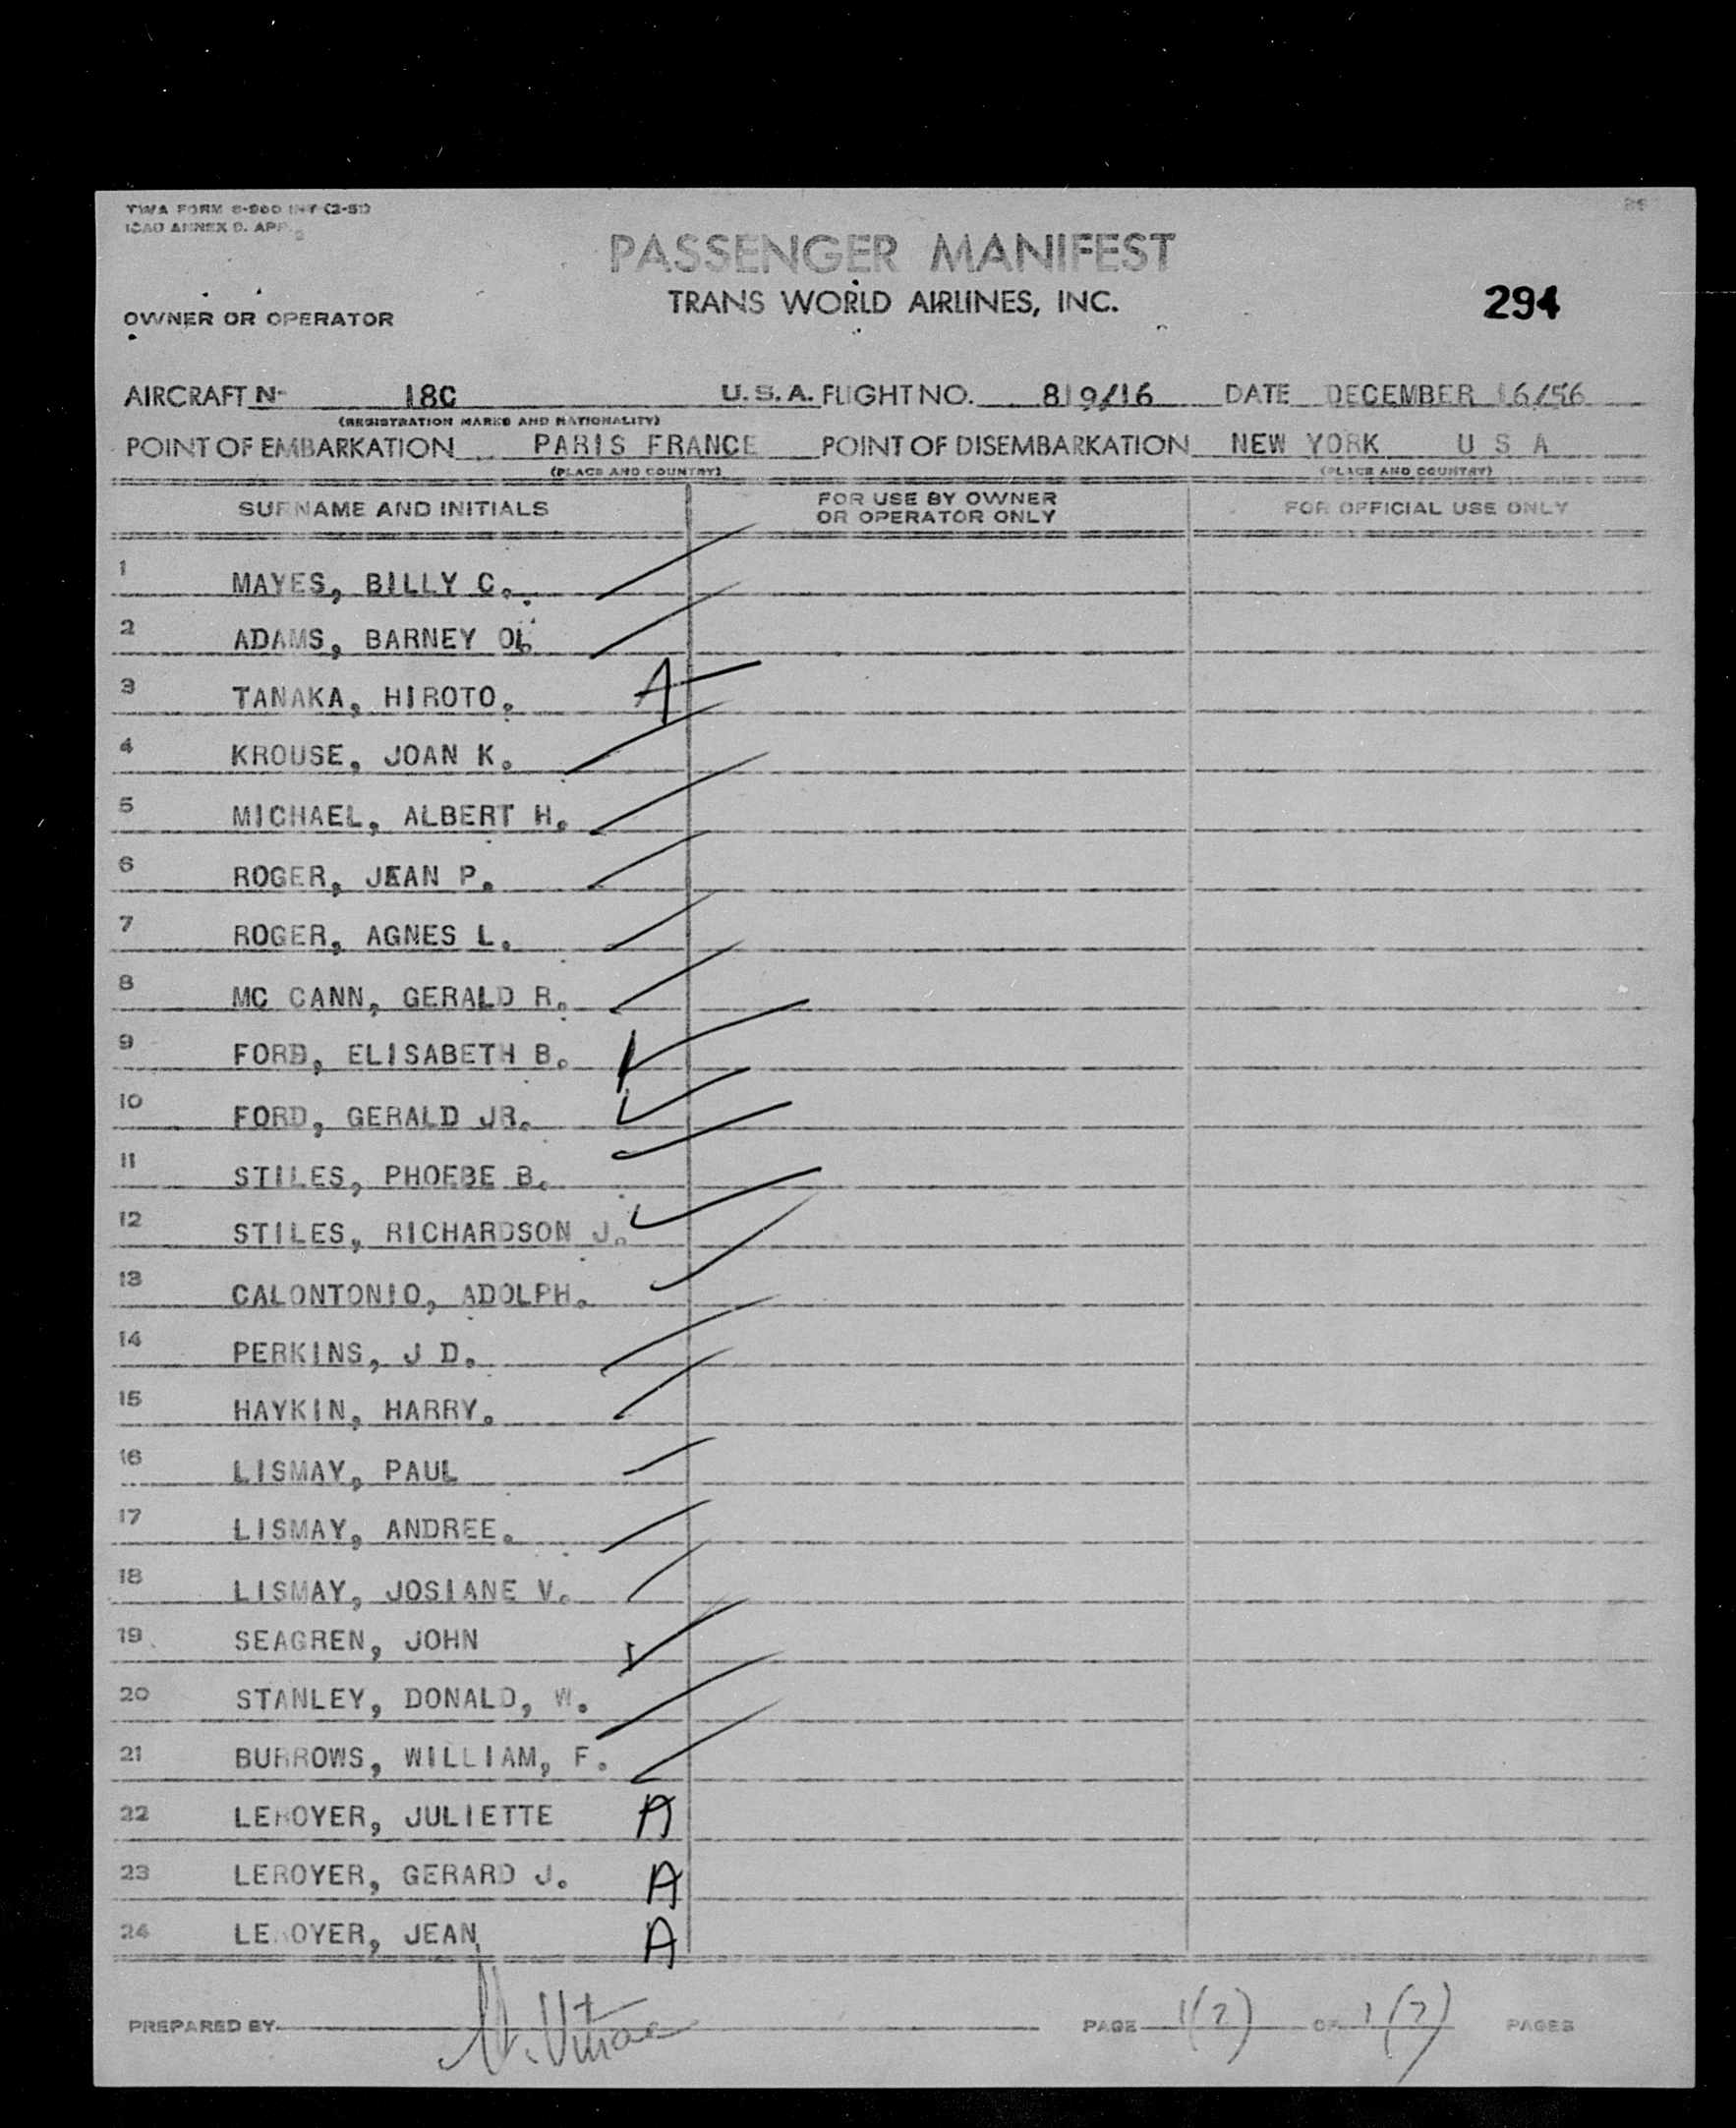 TWA FORM
ICAO ANNEX 9. APP.
PASSENGER MANIFEST
TRANS WORLD AIRLINES, INC.
294
OWNER OR OPERATOR
AIRCRAFT N- 18C U.S.A. FLIGHT NO. 819/16 DATE DECEMBER 16/56
(REGISTRATION MARKS AND NATIONALITY)
POINT OF EMBARKATION PARIS FRANCE POINT OF DISEMBARKATION NEW YORK U S A
(PLACE AND COUNTRY) (PLACE AND COUNTRY)
SURNAME AND INITIALS FOR USE BY OWNER OR OPERATOR ONLY FOR OFFICIAL USE ONLY
1 MAYES, BILLY C.
2 ADAMS, BARNEY
3 TANAKA, HIROTO. A
4 KROUSE, JOAN K.
5 MICHAEL, ALBERT H.
6 ROGER, JEAN P.
7 ROGER, AGNES L.
8 MC CANN, GERALD R.
9 FORD, ELISABETH B.
10 FORD, GERALD JR.
11 STILES, PHOEBE B.
12 STILES, RICHARDSON J.
13 CALONTONIO, ADOLPH.
14 PERKINS, J D.
15 HAYKIN, HARRY.
16 LISMAY, PAUL
17 LISMAY, ANDREE.
18 LISMAY, JOSIANE V.
19 SEAGREN, JOHN
20 STANLEY, DONALD, W.
21 BURROWS, WILLIAM, F.
22 LEROYER, JULIETTE A
23 LEROYER, GERARD J. A
24 LEROYER, JEAN A
PREPARED BY PAGE 1(2) OF 1(2) PAGES